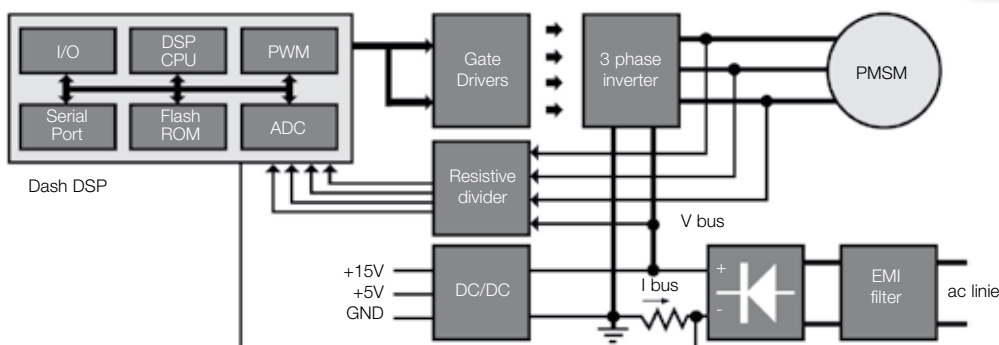 I/O
DSP
CPU
PWM
Serial
Port
Flash
ROM
ADC
Dash DSP
Gate
Drivers
3 phase
inverter
PMSM
Resistive
divider
V bus
+15V
+5V
GND
DC/DC
I bus
+
-
EMI
filter
ac linie